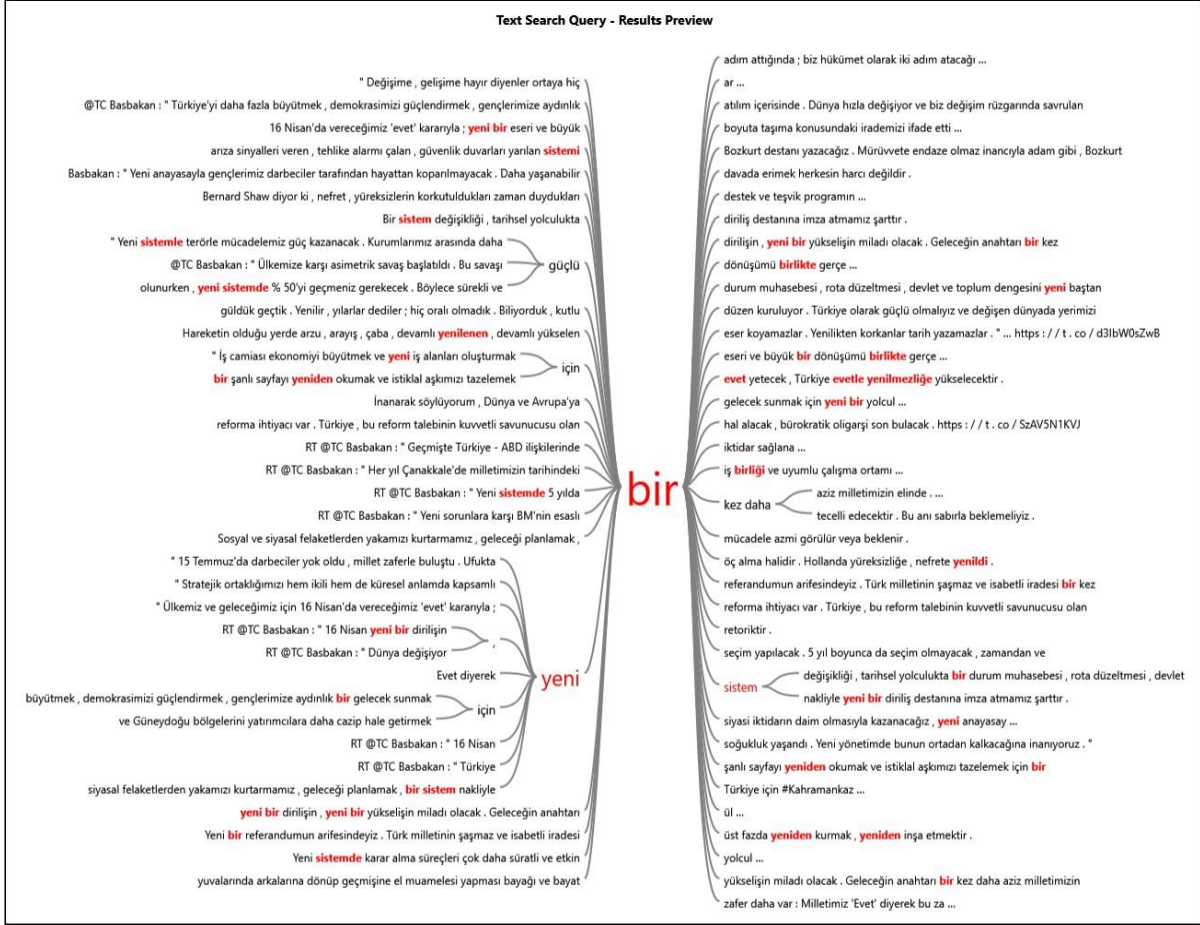 Text Search Query - Results Preview
" Değişime , gelişime hayır diyenler ortaya hiç
@TC Basbakan : " Türkiye'yi daha fazla büyütmek , demokrasimizi güçlendirmek , gençlerimize aydınlık
16 Nisan'da vereceğimiz 'evet' kararıyla ; yeni bir eseri ve büyük
arıza sinyalleri veren , tehlike alarmı çalan , güvenlik duvarları yarılan sistemi
Basbakan : " Yeni anayasayla gençlerimiz darbeciler tarafından hayattan koparılmayacak . Daha yaşanabilir
Bernard Shaw diyor ki , nefret , yüreksizlerin korkutuldukları zaman duydukları
Bir sistem değişikliği , tarihsel yolculukta
" Yeni sistemle terörle mücadelemiz güç kazanacak . Kurumlarımız arasında daha
@TC Basbakan : " Ülkemize karşı asimetrik savaş başlatıldı . Bu savaşı
olunurken , yeni sistemde % 50'yi geçmeniz gerekecek . Böylece sürekli ve
güçlü
güldük geçtik . Yenilir , yılarlar dediler ; hiç oralı olmadık . Biliyorduk , kutlu
Hareketin olduğu yerde arzu , arayış , çaba , devamlı yenilenen , devamlı yükselen
" İş camiası ekonomiyi büyütmek ve yeni iş alanları oluşturmak
bir şanlı sayfayı yeniden okumak ve istiklal aşkımızı tazelemek
için
İnanarak söylüyorum , Dünya ve Avrupa'ya
reforma ihtiyacı var . Türkiye , bu reform talebinin kuvvetli savunucusu olan
RT @TC Basbakan : " Geçmişte Türkiye - ABD ilişkilerinde
RT @TC Basbakan : " Her yıl Çanakkale'de milletimizin tarihindeki
RT @TC Basbakan : " Yeni sistemde 5 yılda
RT @TC Basbakan : " Yeni sorunlara karşı BM'nin esaslı
Sosyal ve siyasal felaketlerden yakamızı kurtarmamız , geleceği planlamak ,
" 15 Temmuz'da darbeciler yok oldu , millet zaferle buluştu . Ufukta
" Stratejik ortaklığımızı hem ikili hem de küresel anlamda kapsamlı
" Ülkemiz ve geleceğimiz için 16 Nisan'da vereceğimiz 'evet' kararıyla ;
RT @TC Basbakan : " 16 Nisan yeni bir dirilişin
RT @TC Basbakan : " Dünya değişiyor
,
Evet diyerek
büyütmek , demokrasimizi güçlendirmek , gençlerimize aydınlık bir gelecek sunmak
ve Güneydoğu bölgelerini yatırımcılara daha cazip hale getirmek
için
RT @TC Basbakan : " 16 Nisan
RT @TC Basbakan : " Türkiye
siyasal felaketlerden yakamızı kurtarmamız , geleceği planlamak , bir sistem nakliyle
yeni
yeni bir dirilişin , yeni bir yükselişin miladı olacak . Geleceğin anahtarı
Yeni bir referandumun arifesindeyiz . Türk milletinin şaşmaz ve isabetli iradesi
Yeni sistemde karar alma süreçleri çok daha süratli ve etkin
yuvalarında arkalarına dönüp geçmişine el muamelesi yapması bayağı ve bayat
bir
adım attığında ; biz hükümet olarak iki adım atacağı ...
ar ...
atılım içerisinde . Dünya hızla değişiyor ve biz değişim rüzgarında savrulan
boyuta taşıma konusundaki irademizi ifade etti ...
Bozkurt destanı yazacağız . Mürüvvete endaze olmaz inancıyla adam gibi , Bozkurt
davada erimek herkesin harcı değildir .
destek ve teşvik programın ...
diriliş destanına imza atmamız şarttır .
dirilişin , yeni bir yükselişin miladı olacak . Geleceğin anahtarı bir kez
dönüşümü birlikte gerçe ...
durum muhasebesi , rota düzeltmesi , devlet ve toplum dengesini yeni baştan
düzen kuruluyor . Türkiye olarak güçlü olmalıyız ve değişen dünyada yerimizi
eser koyamazlar . Yenilikten korkanlar tarih yazamazlar . " ... https : / / t . co / d3IbW0sZwB
eseri ve büyük bir dönüşümü birlikte gerçe ...
evet yetecek , Türkiye evetle yenilmezliğe yükselecektir .
gelecek sunmak için yeni bir yolcul ...
hal alacak , bürokratik oligarşi son bulacak . https : / / t . co / SzAV5N1KVJ
iktidar sağlana ...
iş birliği ve uyumlu çalışma ortamı ...
kez daha
aziz milletimizin elinde . ...
tecelli edecektir . Bu anı sabırla beklemeliyiz .
mücadele azmi görülür veya beklenir .
öç alma halidir . Hollanda yüreksizliğe , nefrete yenildi .
referandumun arifesindeyiz . Türk milletinin şaşmaz ve isabetli iradesi bir kez
reforma ihtiyacı var . Türkiye , bu reform talebinin kuvvetli savunucusu olan
retoriktir .
seçim yapılacak . 5 yıl boyunca da seçim olmayacak , zamandan ve
sistem
değişikliği , tarihsel yolculukta bir durum muhasebesi , rota düzeltmesi , devlet
nakliyle yeni bir diriliş destanına imza atmamız şarttır .
siyasi iktidarın daim olmasıyla kazanacağız , yeni anayasay ...
soğukluk yaşandı . Yeni yönetimde bunun ortadan kalkacağına inanıyoruz . "
şanlı sayfayı yeniden okumak ve istiklal aşkımızı tazelemek için bir
Türkiye için #Kahramankaz ...
ül ...
üst fazda yeniden kurmak , yeniden inşa etmektir .
yolcul ...
yükselişin miladı olacak . Geleceğin anahtarı bir kez daha aziz milletimizin
zafer daha var : Milletimiz 'Evet' diyerek bu za ...